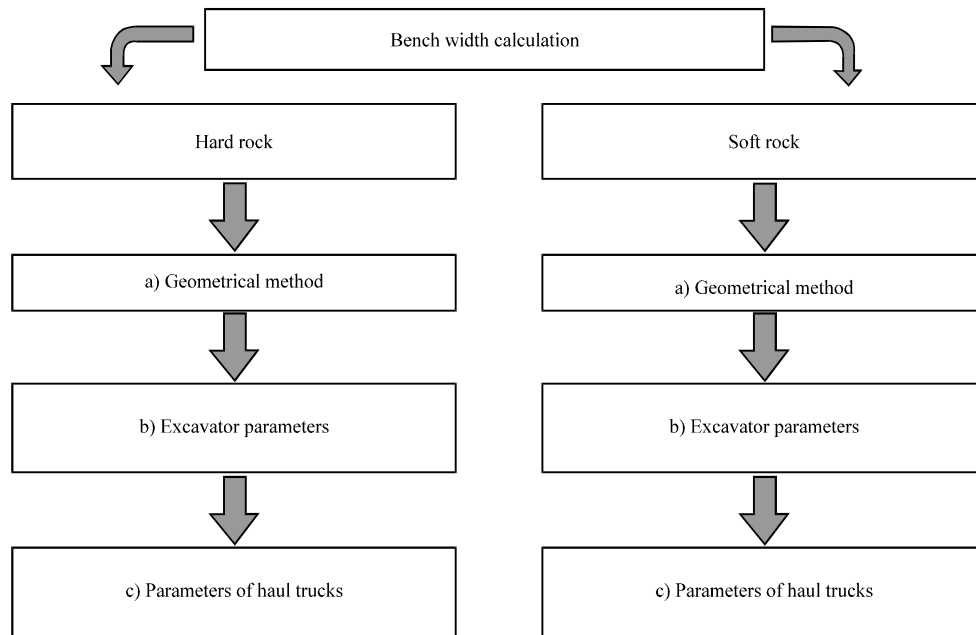 Bench width calculation
Hard rock
Soft rock
a) Geometrical method
a) Geometrical method
b) Excavator parameters
b) Excavator parameters
c) Parameters of haul trucks
c) Parameters of haul trucks